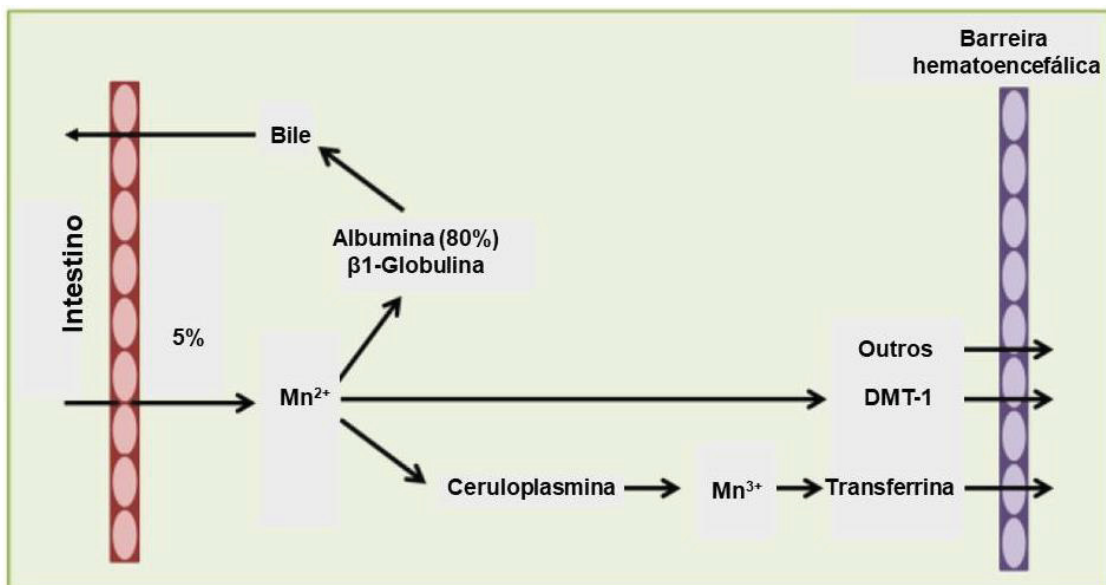 Barreira
hematoencefálica
Bile
Intestino
Albumina (80%)
β1-Globulina
5%
Outros
Mn²⁺
DMT-1
Ceruloplasmina
Mn³⁺
Transferrina